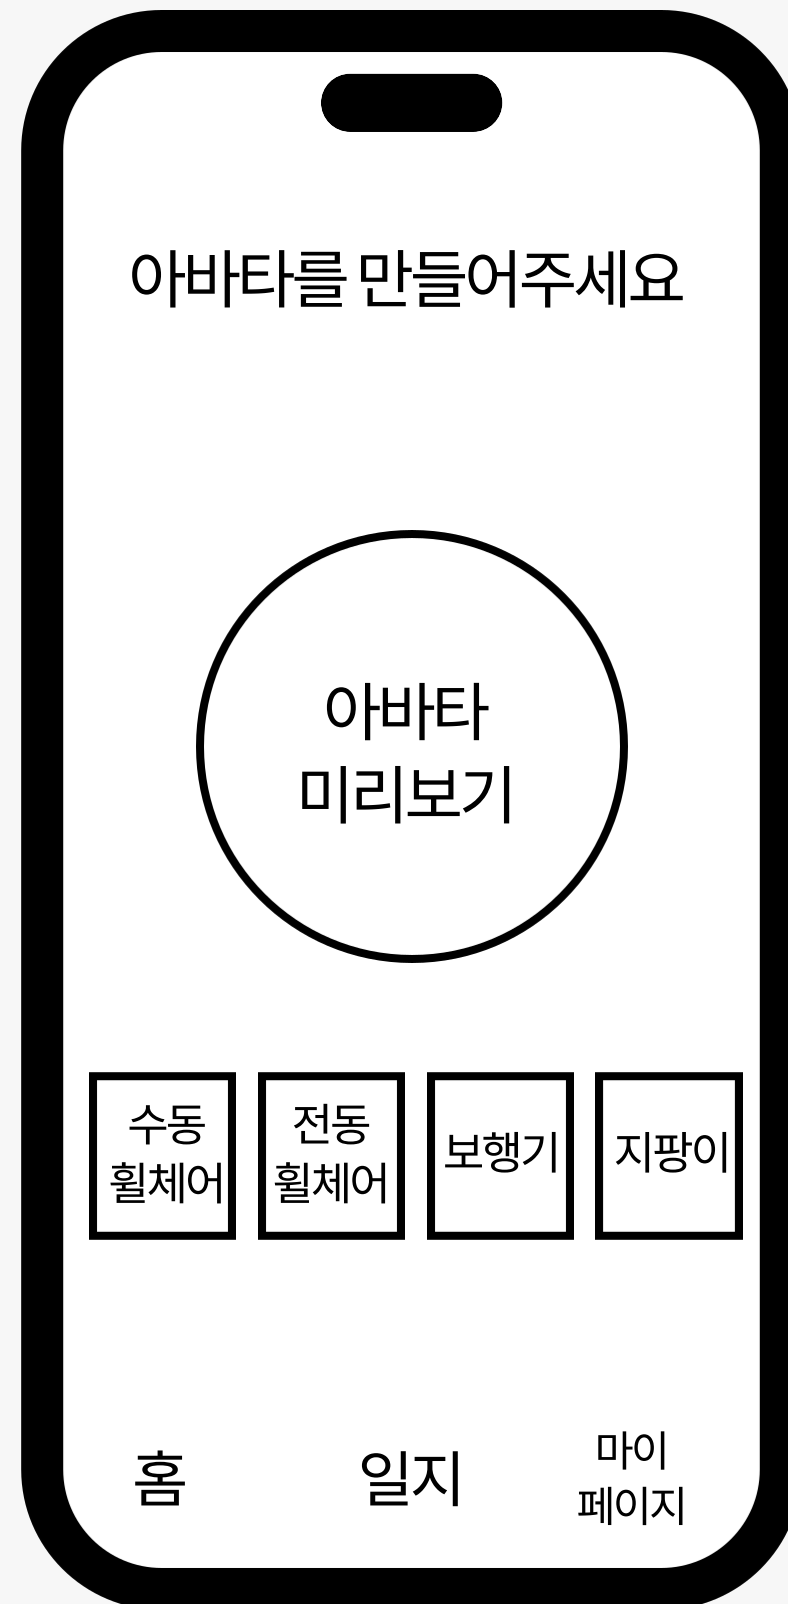 아바타를 만들어주세요
아바타
미리보기
수동
휠체어
전동
휠체어
보행기
지팡이
홈
일지
마이
페이지